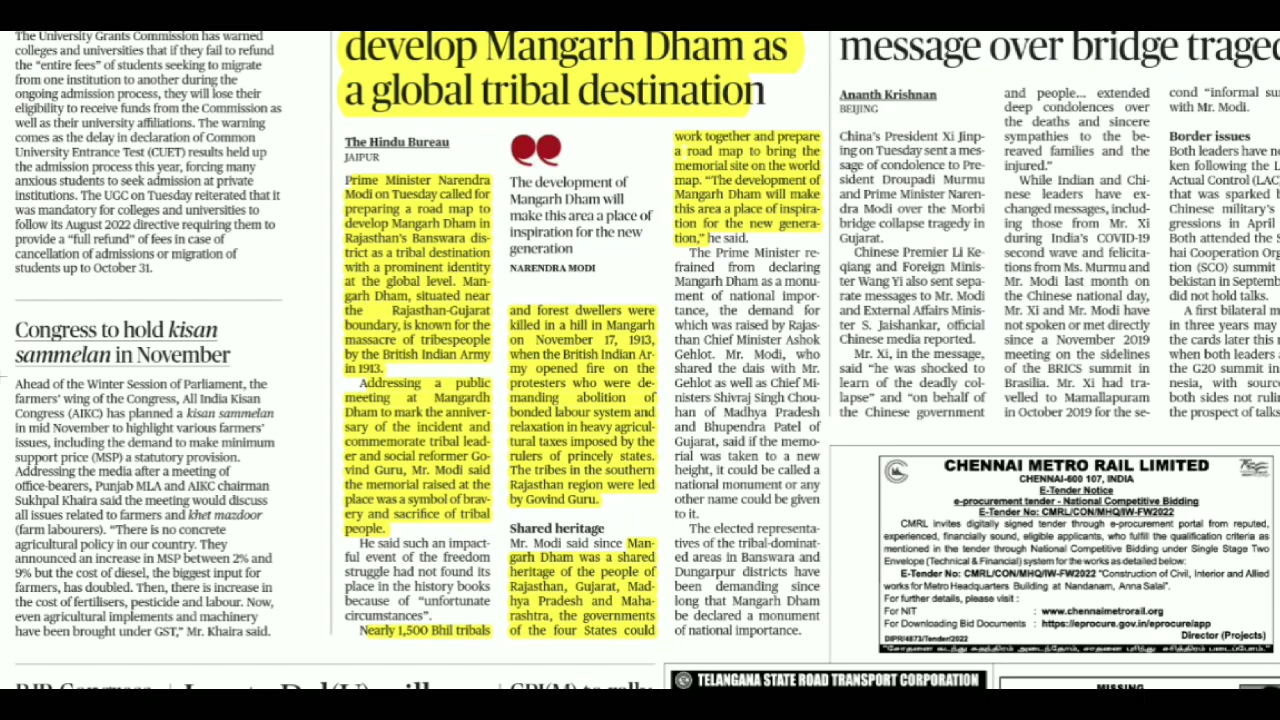 The University Grants Commission has warned
colleges and universities that if they fail to refund
the “entire fees” of students seeking to migrate
from one institution to another during the
ongoing admission process, they will lose their
eligibility to receive funds from the Commission as
well as their university affiliations. The warning
comes as the delay in declaration of Common
University Entrance Test (CUET) results held up
the admission process this year, forcing many
anxious students to seek admission at private
institutions. The UGC on Tuesday reiterated that it
was mandatory for colleges and universities to
follow its August 2022 directive requiring them to
provide a “full refund” of fees in case of
cancellation of admissions or migration of
students up to October 31.
Congress to hold kisan
sammelan in November
Ahead of the Winter Session of Parliament, the
farmers’ wing of the Congress, All India Kisan
Congress (AIKC) has planned a kisan sammelan
in mid November to highlight various farmers’
issues, including the demand to make minimum
support price (MSP) a statutory provision.
Addressing the media after a meeting of
office-bearers, Punjab MLA and AIKC chairman
Sukhpal Khaira said the meeting would discuss
all issues related to farmers and khet mazdoor
(farm labourers). “There is no concrete
agricultural policy in our country. They
announced an increase in MSP between 2% and
9% but the cost of diesel, the biggest input for
farmers, has doubled. Then, there is increase in
the cost of fertilisers, pesticide and labour. Now,
even agricultural implements and machinery
have been brought under GST,” Mr. Khaira said.
develop Mangarh Dham as
a global tribal destination
The Hindu Bureau
JAIPUR
Prime Minister Narendra
Modi on Tuesday called for
preparing a road map to
develop Mangarh Dham in
Rajasthan’s Banswara dis-
trict as a tribal destination
with a prominent identity
at the global level. Man-
garh Dham, situated near
the Rajasthan-Gujarat
boundary, is known for the
massacre of tribespeople
by the British Indian Army
in 1913.
Addressing a public
meeting at Mangardh
Dham to mark the anniver-
sary of the incident and
commemorate tribal lead-
er and social reformer Go-
vind Guru, Mr. Modi said
the memorial raised at the
place was a symbol of brav-
ery and sacrifice of tribal
people.
He said such an impact-
ful event of the freedom
struggle had not found its
place in the history books
because of “unfortunate
circumstances”.
Nearly 1,500 Bhil tribals
The development of
Mangarh Dham will
make this area a place of
inspiration for the new
generation
NARENDRA MODI
and forest dwellers were
killed in a hill in Mangarh
on November 17, 1913,
when the British Indian Ar-
my opened fire on the
protesters who were de-
manding abolition of
bonded labour system and
relaxation in heavy agricul-
tural taxes imposed by the
rulers of princely states.
The tribes in the southern
Rajasthan region were led
by Govind Guru.
Shared heritage
Mr. Modi said since Man-
garh Dham was a shared
heritage of the people of
Rajasthan, Gujarat, Mad-
hya Pradesh and Maha-
rashtra, the governments
of the four States could
work together and prepare
a road map to bring the
memorial site on the world
map. “The development of
Mangarh Dham will make
this area a place of inspira-
tion for the new genera-
tion,” he said.
The Prime Minister re-
frained from declaring
Mangarh Dham as a monu-
ment of national impor-
tance, the demand for
which was raised by Rajas-
than Chief Minister Ashok
Gehlot. Mr. Modi, who
shared the dais with Mr.
Gehlot as well as Chief Mi-
nisters Shivraj Singh Chou-
han of Madhya Pradesh
and Bhupendra Patel of
Gujarat, said if the memo-
rial was taken to a new
height, it could be called a
national monument or any
other name could be given
to it.
The elected representa-
tives of the tribal-dominat-
ed areas in Banswara and
Dungarpur districts have
been demanding since
long that Mangarh Dham
be declared a monument
of national importance.
message over bridge trage
Ananth Krishnan
BEIJING
China’s President Xi Jinp-
ing on Tuesday sent a mes-
sage of condolence to Pre-
sident Droupadi Murmu
and Prime Minister Naren-
dra Modi over the Morbi
bridge collapse tragedy in
Gujarat.
Chinese Premier Li Ke-
qiang and Foreign Minis-
ter Wang Yi also sent sepa-
rate messages to Mr. Modi
and External Affairs Minis-
ter S. Jaishankar, official
Chinese media reported.
Mr. Xi, in the message,
said “he was shocked to
learn of the deadly col-
lapse” and “on behalf of
the Chinese government
and people... extended
deep condolences over
the deaths and sincere
sympathies to the be-
reaved families and the
injured.”
While Indian and Chi-
nese leaders have ex-
changed messages, includ-
ing those from Mr. Xi
during India’s COVID-19
second wave and felicita-
tions from Ms. Murmu and
Mr. Modi last month on
the Chinese national day,
Mr. Xi and Mr. Modi have
not spoken or met directly
since a November 2019
meeting on the sidelines
of the BRICS summit in
Brasilia. Mr. Xi had tra-
velled to Mamallapuram
in October 2019 for the se-
cond “informal su
with Mr. Modi.
Border issues
Both leaders have n
ken following the L
Actual Control (LAC
that was sparked b
Chinese military’s
gressions in April
Both attended the S
hai Cooperation Org
tion (SCO) summit
bekistan in Septemb
did not hold talks.
A first bilateral m
in three years may
the cards later this
when both leaders a
the G20 summit in
nesia, with sourc
both sides not rulin
the prospect of talks
CHENNAI METRO RAIL LIMITED
CHENNAI-600 107, INDIA
E-Tender Notice
e-procurement tender - National Competitive Bidding
E-Tender No: CMRL/CON/MHQ/IW-FW2022
CMRL invites digitally signed tender through e-procurement portal from reputed,
experienced, financially sound, eligible applicants, who fulfill the qualification criteria as
mentioned in the tender through National Competitive Bidding under Single Stage Two
Envelope (Technical & Financial) system for the works as detailed below:
E-Tender No: CMRL/CON/MHQ/IW-FW2022 “Construction of Civil, Interior and Allied
works for Metro Headquarters Building at Nandanam, Anna Salai”.
For further details, please visit :
For NIT : www.chennaimetrorail.org
For Downloading Bid Documents : https://eprocure.gov.in/eprocure/app
Director (Projects)
DIPR/4873/Tender/2022
TELANGANA STATE ROAD TRANSPORT CORPORATION
MISSING